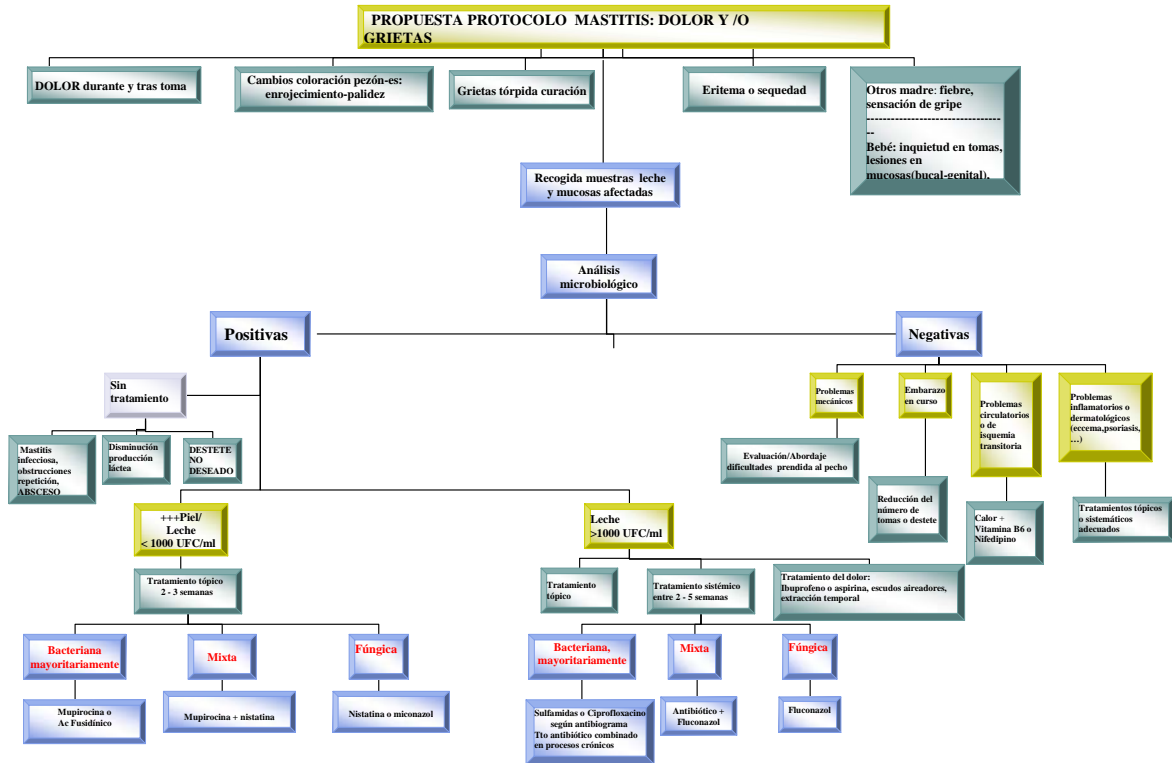 PROPUESTA PROTOCOLO MASTITIS: DOLOR Y /O
GRIETAS
DOLOR durante y tras toma
Cambios coloración pezón-es:
enrojecimiento-palidez
Grietas tórpida curación
Eritema o sequedad
Otros madre: fiebre,
sensación de gripe
----------------------------------
--
Bebé: inquietud en tomas,
lesiones en
mucosas(bucal-genital),
Recogida muestras leche
y mucosas afectadas
Análisis
microbiológico
Positivas
Negativas
Sin
tratamiento
Mastitis
infecciosa,
obstrucciones
repetición,
ABSCESO
Disminución
producción
láctea
DESTETE
NO
DESEADO
Problemas
mecánicos
Embarazo
en curso
Problemas
circulatorios
o de
isquemia
transitoria
Problemas
inflamatorios o
dermatológicos
(eccema,psoriasis,
…)
Evaluación/Abordaje
dificultades prendida al pecho
Reducción del
número de
tomas o destete
Calor +
Vitamina B6 o
Nifedipino
Tratamientos tópicos
o sistemáticos
adecuados
+++Piel/
Leche
< 1000 UFC/ml
Leche
>1000 UFC/ml
Tratamiento tópico
2 - 3 semanas
Tratamiento
tópico
Tratamiento sistémico
entre 2 - 5 semanas
Tratamiento del dolor:
Ibuprofeno o aspirina, escudos aireadores,
extracción temporal
Bacteriana
mayoritariamente
Mixta
Fúngica
Bacteriana,
mayoritariamente
Mixta
Fúngica
Mupirocina o
Ac Fusidínico
Mupirocina + nistatina
Nistatina o miconazol
Sulfamidas o Ciprofloxacino
según antibiograma
Tto antibiótico combinado
en procesos crónicos
Antibiótico +
Fluconazol
Fluconazol